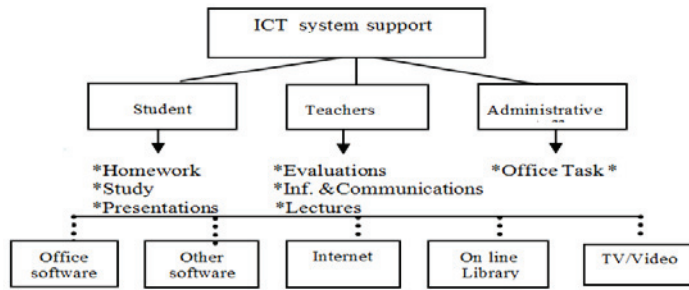 ICT system support
Student
Teachers
Administrative
*Homework
*Study
*Presentations
*Evaluations
*Inf. &Communications
*Lectures
*Office Task *
Office
software
Other
software
Internet
On line
Library
TV/Video